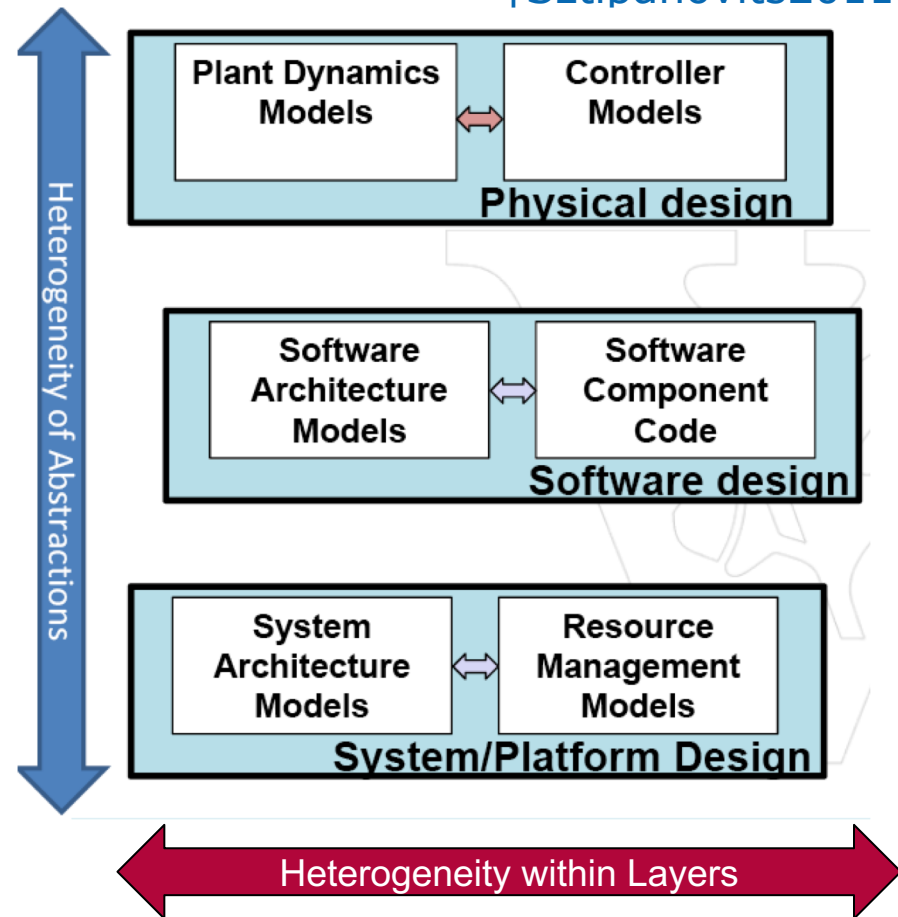 Plant Dynamics
Models
Controller
Models
Physical design
Software
Architecture
Models
Software
Component
Code
Software design
System
Architecture
Models
Resource
Management
Models
System/Platform Design
Heterogeneity of Abstractions
Heterogeneity within Layers